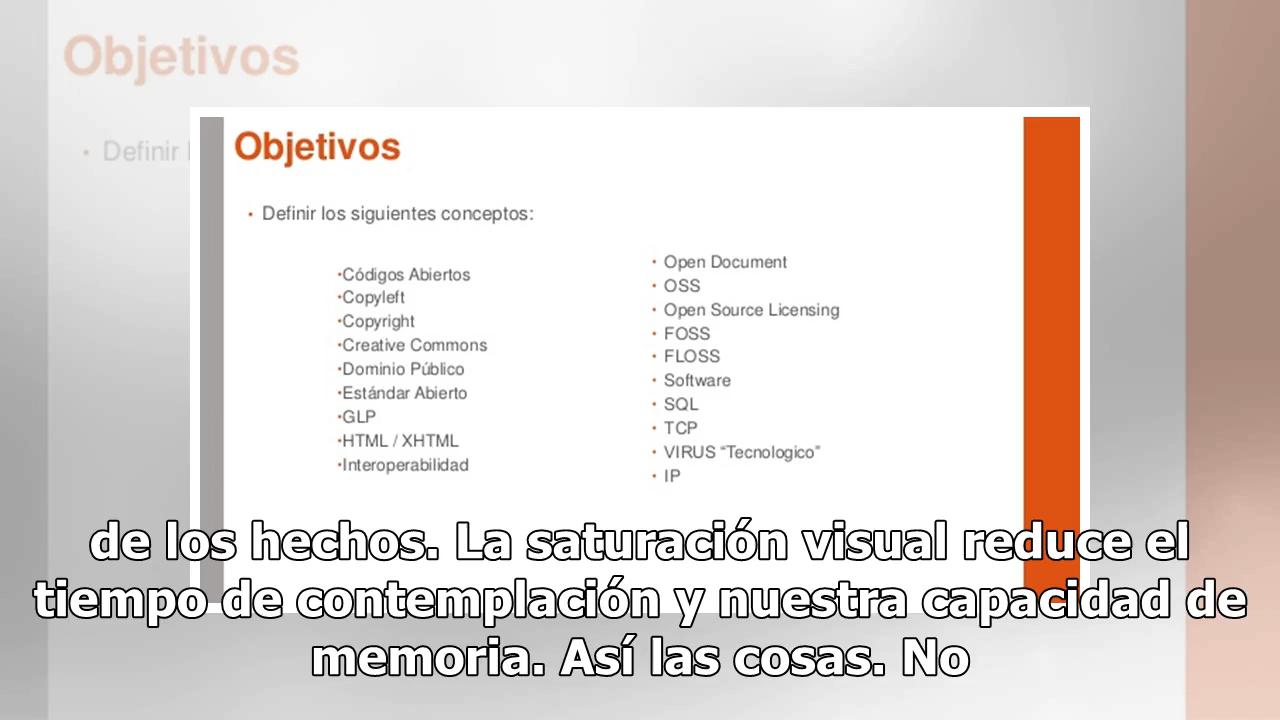 Objetivos
• Definir l
Objetivos
• Definir los siguientes conceptos:
•Códigos Abiertos
•Copyleft
•Copyright
•Creative Commons
•Dominio Público
•Estándar Abierto
•GLP
•HTML / XHTML
•Interoperabilidad
• Open Document
• OSS
• Open Source Licensing
• FOSS
• FLOSS
• Software
• SQL
• TCP
• VIRUS “Tecnologico”
• IP
de los hechos. La saturación visual reduce el
tiempo de contemplación y nuestra capacidad de
memoria. Así las cosas. No